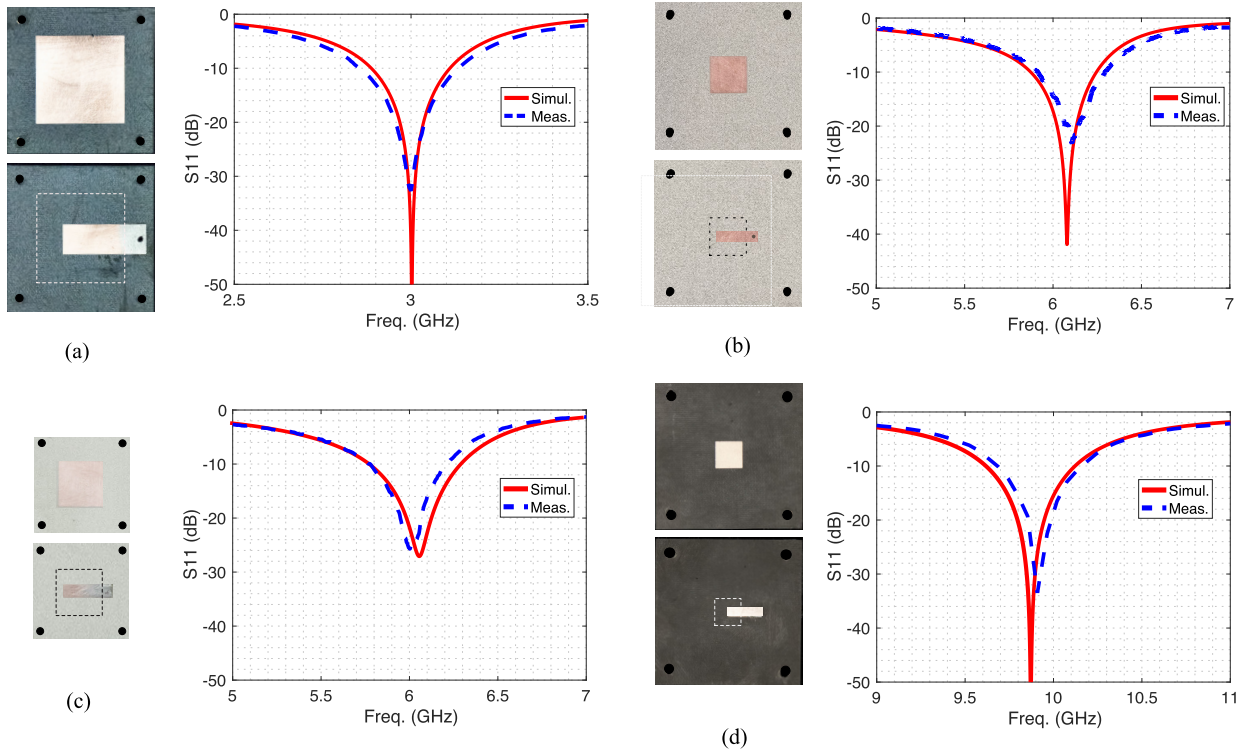 0
-10
-20
-30
-40
-50
S11 (dB)
Simul.
Meas.
2.5
3
3.5
Freq. (GHz)
(a)
0
-10
-20
-30
-40
-50
S11(dB)
Simul.
Meas.
5
5.5
6
6.5
7
Freq. (GHz)
(b)
0
-10
-20
-30
-40
-50
S11 (dB)
Simul.
Meas.
5
5.5
6
6.5
7
Freq. (GHz)
(c)
0
-10
-20
-30
-40
-50
S11 (dB)
Simul.
Meas.
9
9.5
10
10.5
11
Freq. (GHz)
(d)